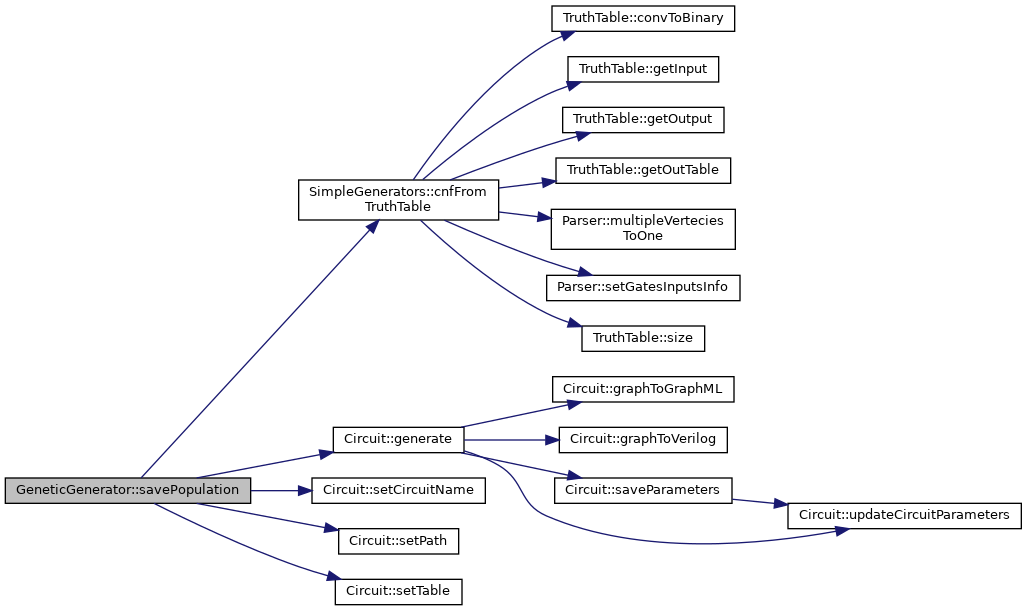 TruthTable::convToBinary
TruthTable::getInput
TruthTable::getOutput
TruthTable::getOutTable
SimpleGenerators::cnfFrom
TruthTable
Parser::multipleVertecies
ToOne
Parser::setGatesInputsInfo
TruthTable::size
Circuit::graphToGraphML
Circuit::generate
Circuit::graphToVerilog
GeneticGenerator::savePopulation
Circuit::setCircuitName
Circuit::saveParameters
Circuit::updateCircuitParameters
Circuit::setPath
Circuit::setTable